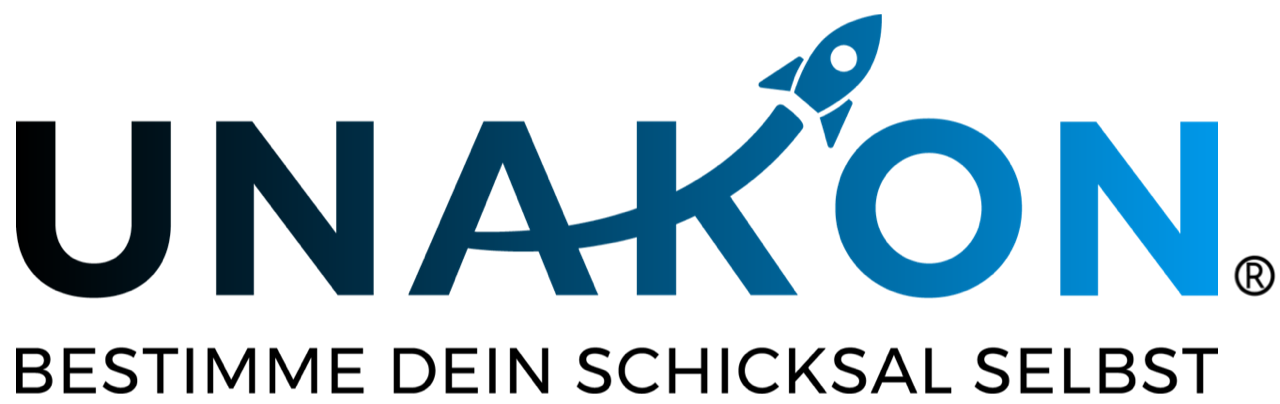 UNAKON®
BESTIMME DEIN SCHICKSAL SELBST